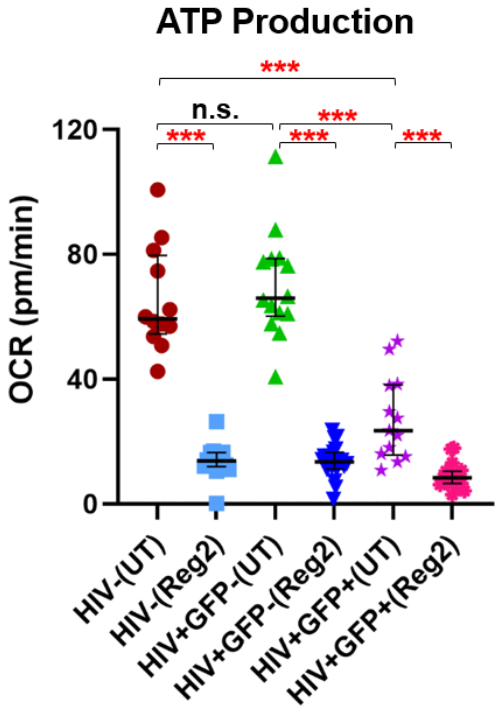 ATP Production
***
n.s.
***
***
***
***
120
80
40
0
OCR (pm/min)
HIV-(UT)
HIV-(Reg2)
HIV+GFP-(UT)
HIV+GFP-(Reg2)
HIV+GFP+(UT)
HIV+GFP+(Reg2)